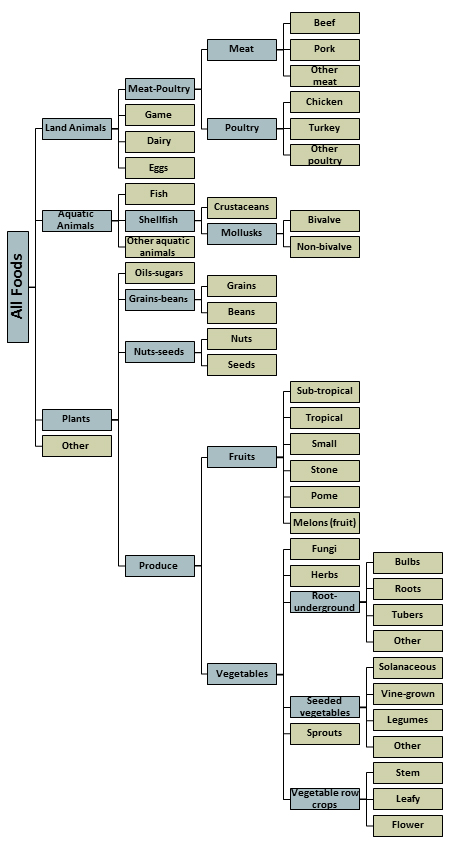 All Foods
Land Animals
Meat-Poultry
Meat
Beef
Pork
Other
meat
Poultry
Chicken
Turkey
Other
poultry
Game
Dairy
Eggs
Aquatic
Animals
Fish
Shellfish
Crustaceans
Mollusks
Bivalve
Non-bivalve
Other aquatic
animals
Plants
Oils-sugars
Grains-beans
Grains
Beans
Nuts-seeds
Nuts
Seeds
Produce
Fruits
Sub-tropical
Tropical
Small
Stone
Pome
Melons (fruit)
Vegetables
Fungi
Herbs
Root-
underground
Bulbs
Roots
Tubers
Other
Seeded
vegetables
Solanaceous
Vine-grown
Legumes
Other
Sprouts
Vegetable row
crops
Stem
Leafy
Flower
Other